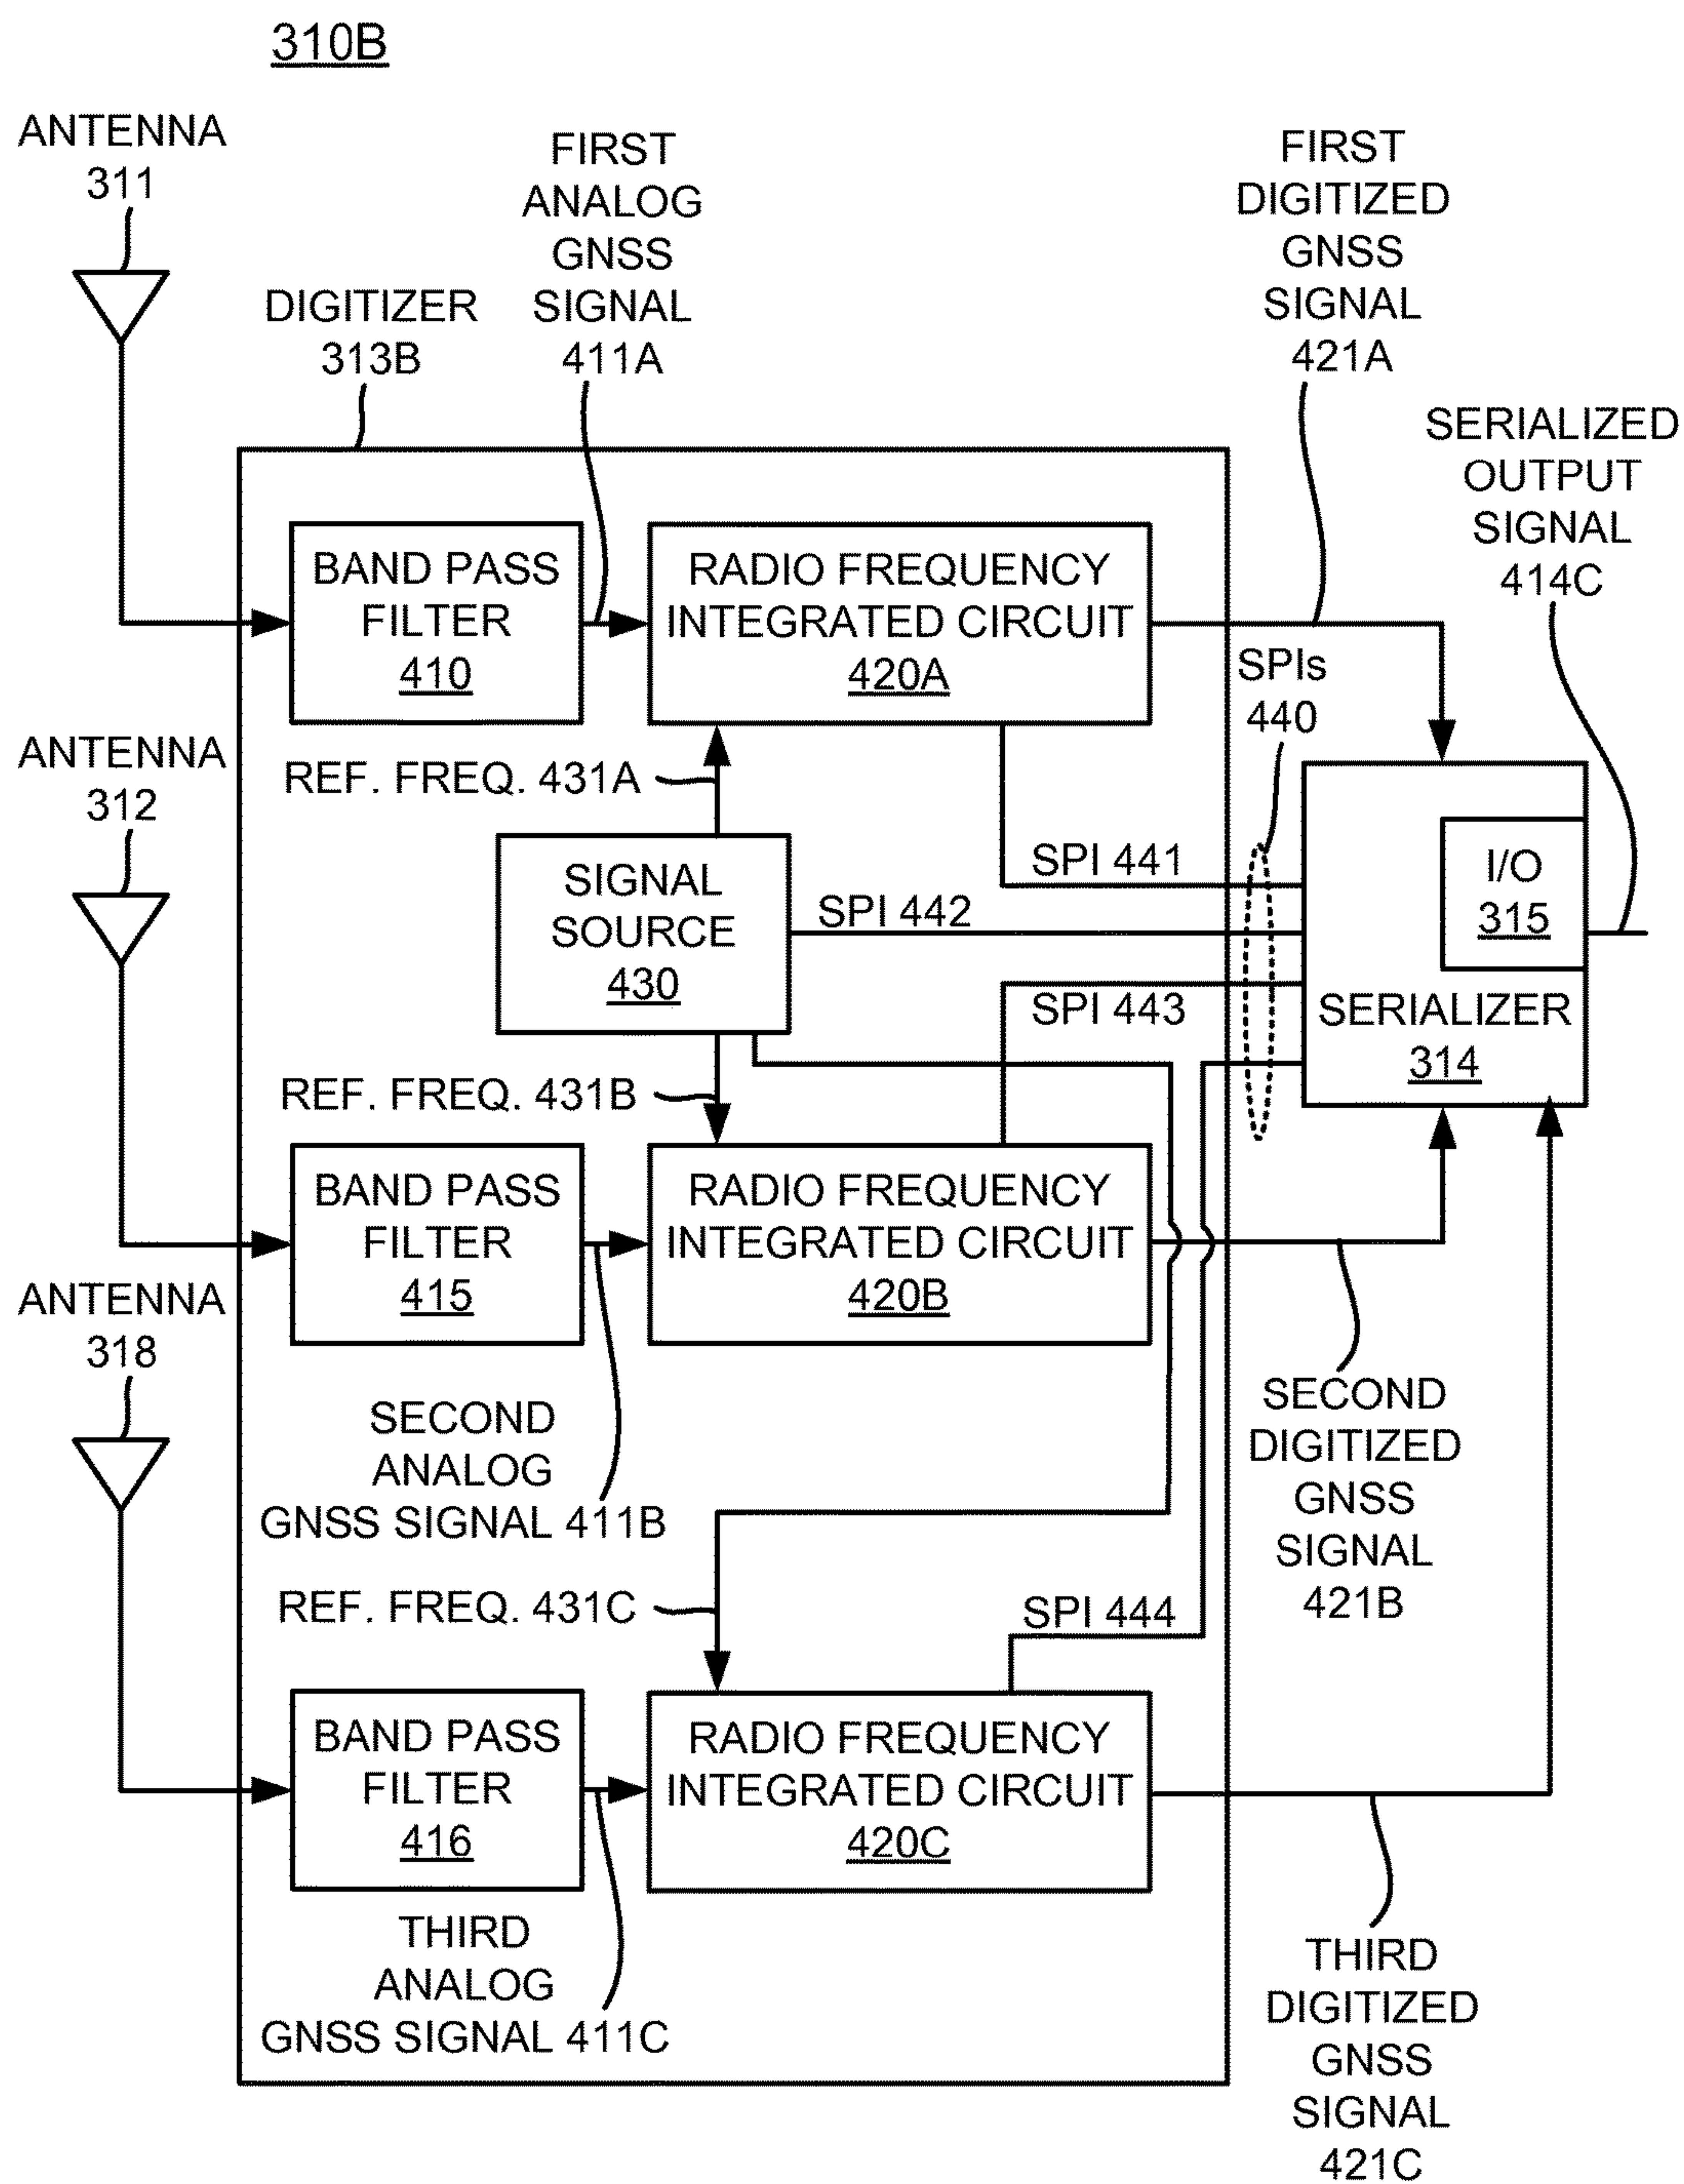 310B
ANTENNA
311
FIRST
ANALOG
GNSS
SIGNAL
411A
FIRST
DIGITIZED
GNSS
SIGNAL
421A
DIGITIZER
313B
SERIALIZED
OUTPUT
SIGNAL
414C
BAND PASS
FILTER
410
RADIO FREQUENCY
INTEGRATED CIRCUIT
420A
SPIs
440
ANTENNA
312
REF. FREQ. 431A
SIGNAL
SOURCE
430
SPI 441
SPI 442
SPI 443
I/O
315
SERIALIZER
314
REF. FREQ. 431B
BAND PASS
FILTER
415
RADIO FREQUENCY
INTEGRATED CIRCUIT
420B
ANTENNA
318
SECOND
ANALOG
GNSS SIGNAL 411B
SECOND
DIGITIZED
GNSS
SIGNAL
421B
REF. FREQ. 431C
SPI 444
BAND PASS
FILTER
416
RADIO FREQUENCY
INTEGRATED CIRCUIT
420C
THIRD
ANALOG
GNSS SIGNAL 411C
THIRD
DIGITIZED
GNSS
SIGNAL
421C